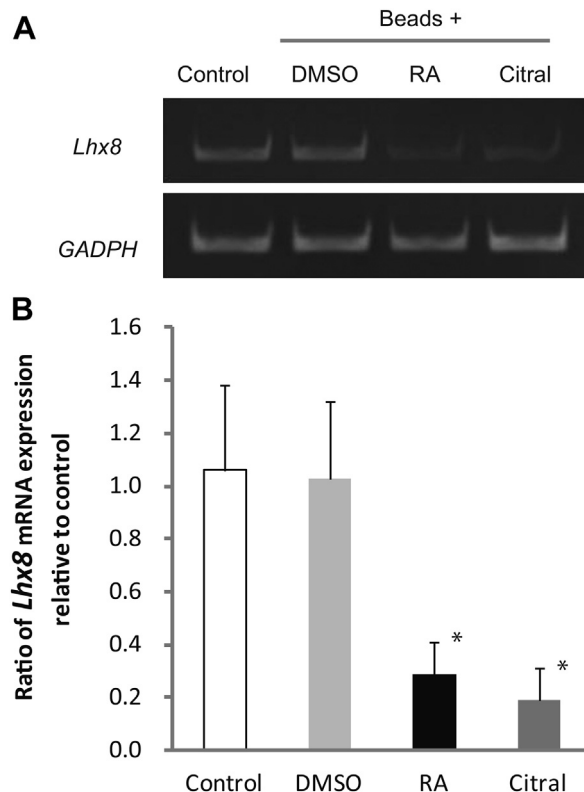 A
Beads +
Control DMSO RA Citral
Lhx8
GADPH
B
Ratio of Lhx8 mRNA expression
relative to control
1.6
1.4
1.2
1.0
0.8
0.6
0.4
0.2
0.0
*
*
Control DMSO RA Citral